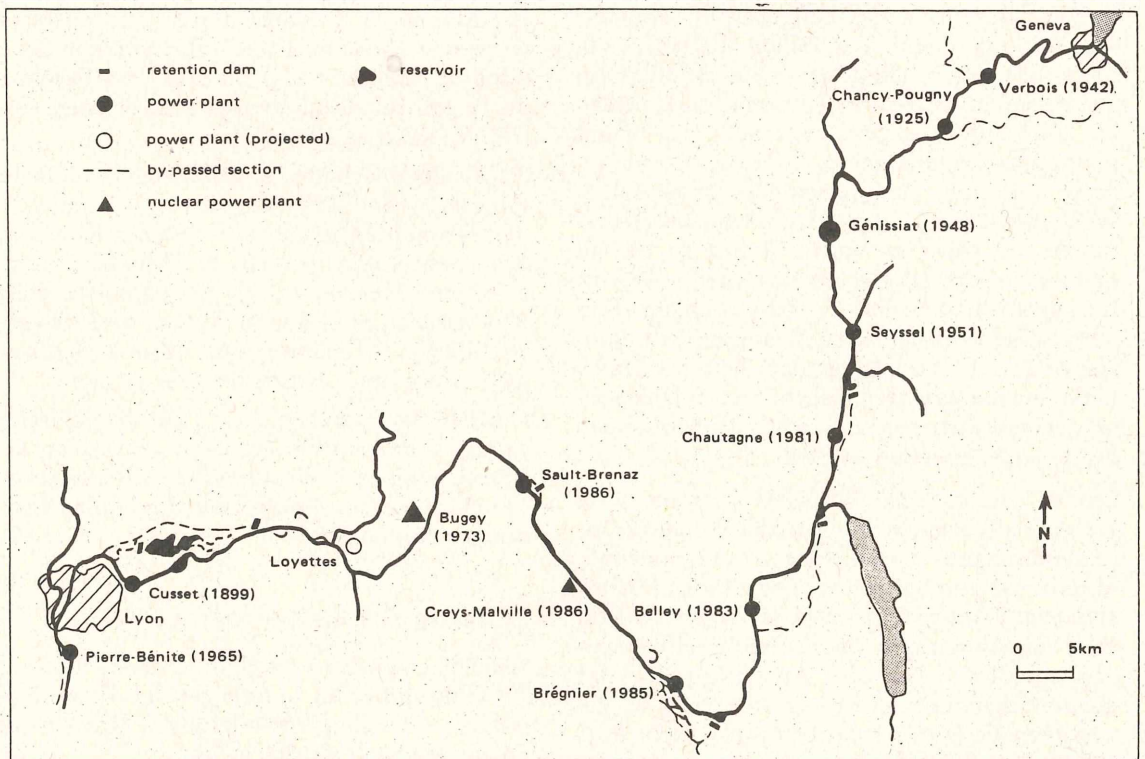 retention dam
reservoir
power plant
power plant (projected)
by-passed section
nuclear power plant
Geneva
Verbois (1942)
Chancy-Pougny
(1925)
Génissiat (1948)
Seyssel (1951)
Chautagne (1981)
Sault-Brenaz
(1986)
Bugey
(1973)
Loyettes
Cusset (1899)
Lyon
Creys-Malville (1986)
Belley (1983)
Pierre-Bénite (1965)
Brégnier (1985)
N
0 5km